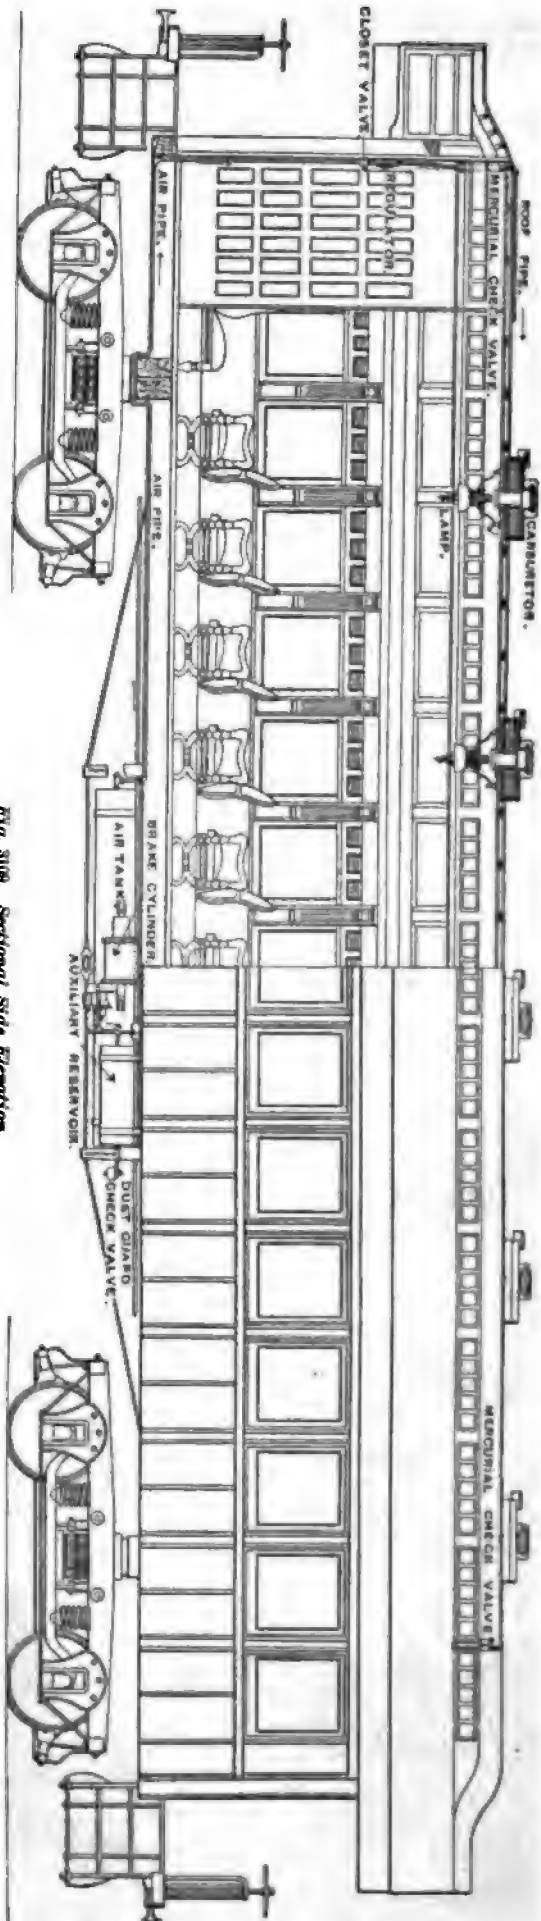 CLOSET VALVE.
ROOF PIPE.
MERCURIAL CHECK VALVE.
REGULATOR
CARBURETOR.
LAMP.
MERCURIAL CHECK VALVE
AIR PIPE.
AIR PIPE.
BRAKE CYLINDER
AIR TANK
AUXILIARY RESERVOIR.
DUST GUARD
CHECK VALVE.
Sectional Side Elevation